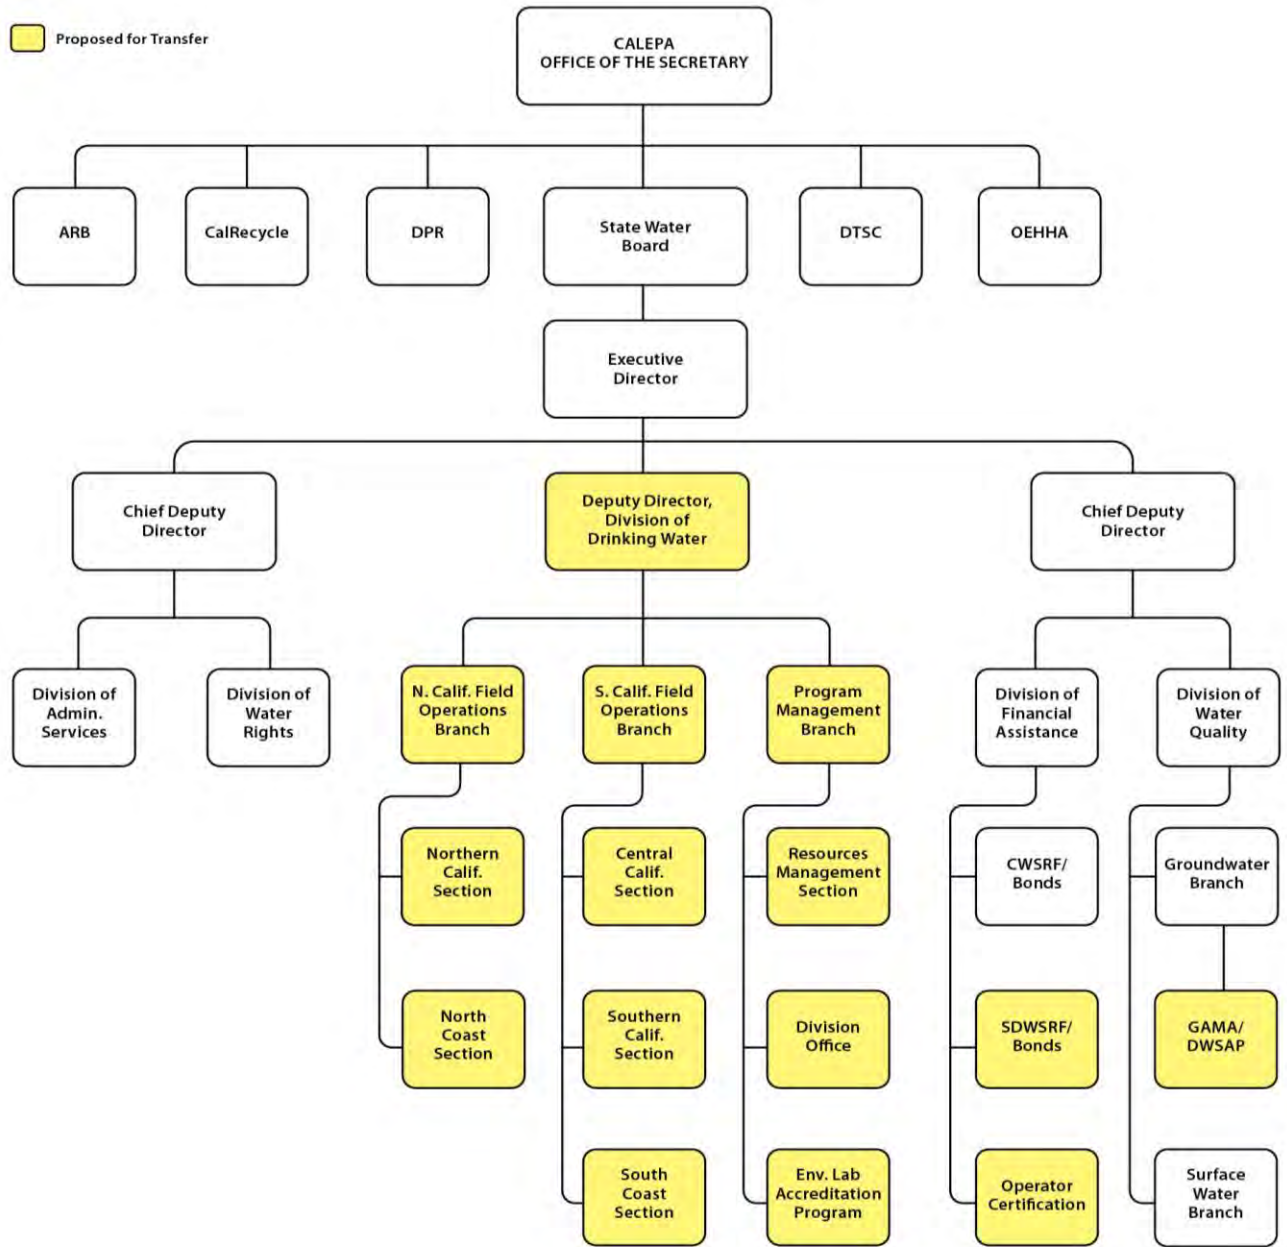 Proposed for Transfer
CALEPA
OFFICE OF THE SECRETARY
ARB
CalRecycle
DPR
State Water
Board
DTSC
OEHHA
Executive
Director
Chief Deputy
Director
Deputy Director,
Division of
Drinking Water
Chief Deputy
Director
Division of
Admin.
Services
Division of
Water
Rights
N. Calif. Field
Operations
Branch
S. Calif. Field
Operations
Branch
Program
Management
Branch
Division of
Financial
Assistance
Division of
Water
Quality
Northern
Calif.
Section
Central
Calif.
Section
Resources
Management
Section
CWSRF/
Bonds
Groundwater
Branch
North
Coast
Section
Southern
Calif.
Section
Division
Office
SDWSRF/
Bonds
GAMA/
DWSAP
South
Coast
Section
Env. Lab
Accreditation
Program
Operator
Certification
Surface
Water
Branch